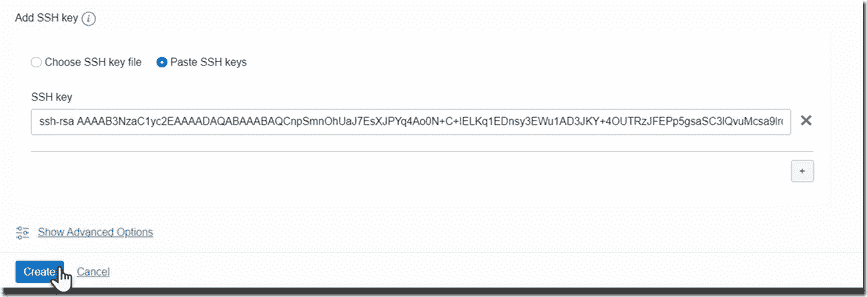 Add SSH key
Choose SSH key file
Paste SSH keys
SSH key
ssh-rsa AAAAB3NzaC1yc2EAAAADAQABAAABAQCnpSmnOhUaJ7EsXJPYq4Ao0N+C+IELKq1EDnsy3EWu1AD3JKY+4OUTRzJFEPp5gsaSC3lQvuMcsa9lr
+
Show Advanced Options
Create
Cancel